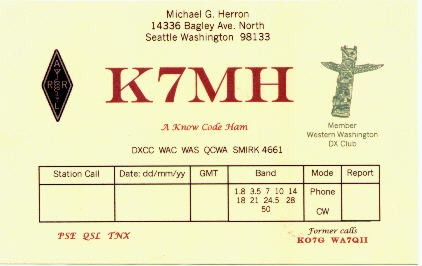 Michael G. Herron
14336 Bagley Ave. North
Seattle Washington 98133
A
R R
L
K7MH
A Know Code Ham
Member
Western Washington
DX Club
DXCC WAC WAS QCWA SMIRK 4661
Station Call Date: dd/mm/yy GMT Band Mode Report
1.8 3.5 7 10 14 Phone
18 21 24.5 28
50 CW
PSE QSL TNX
Former calls
KO7G WA7QII